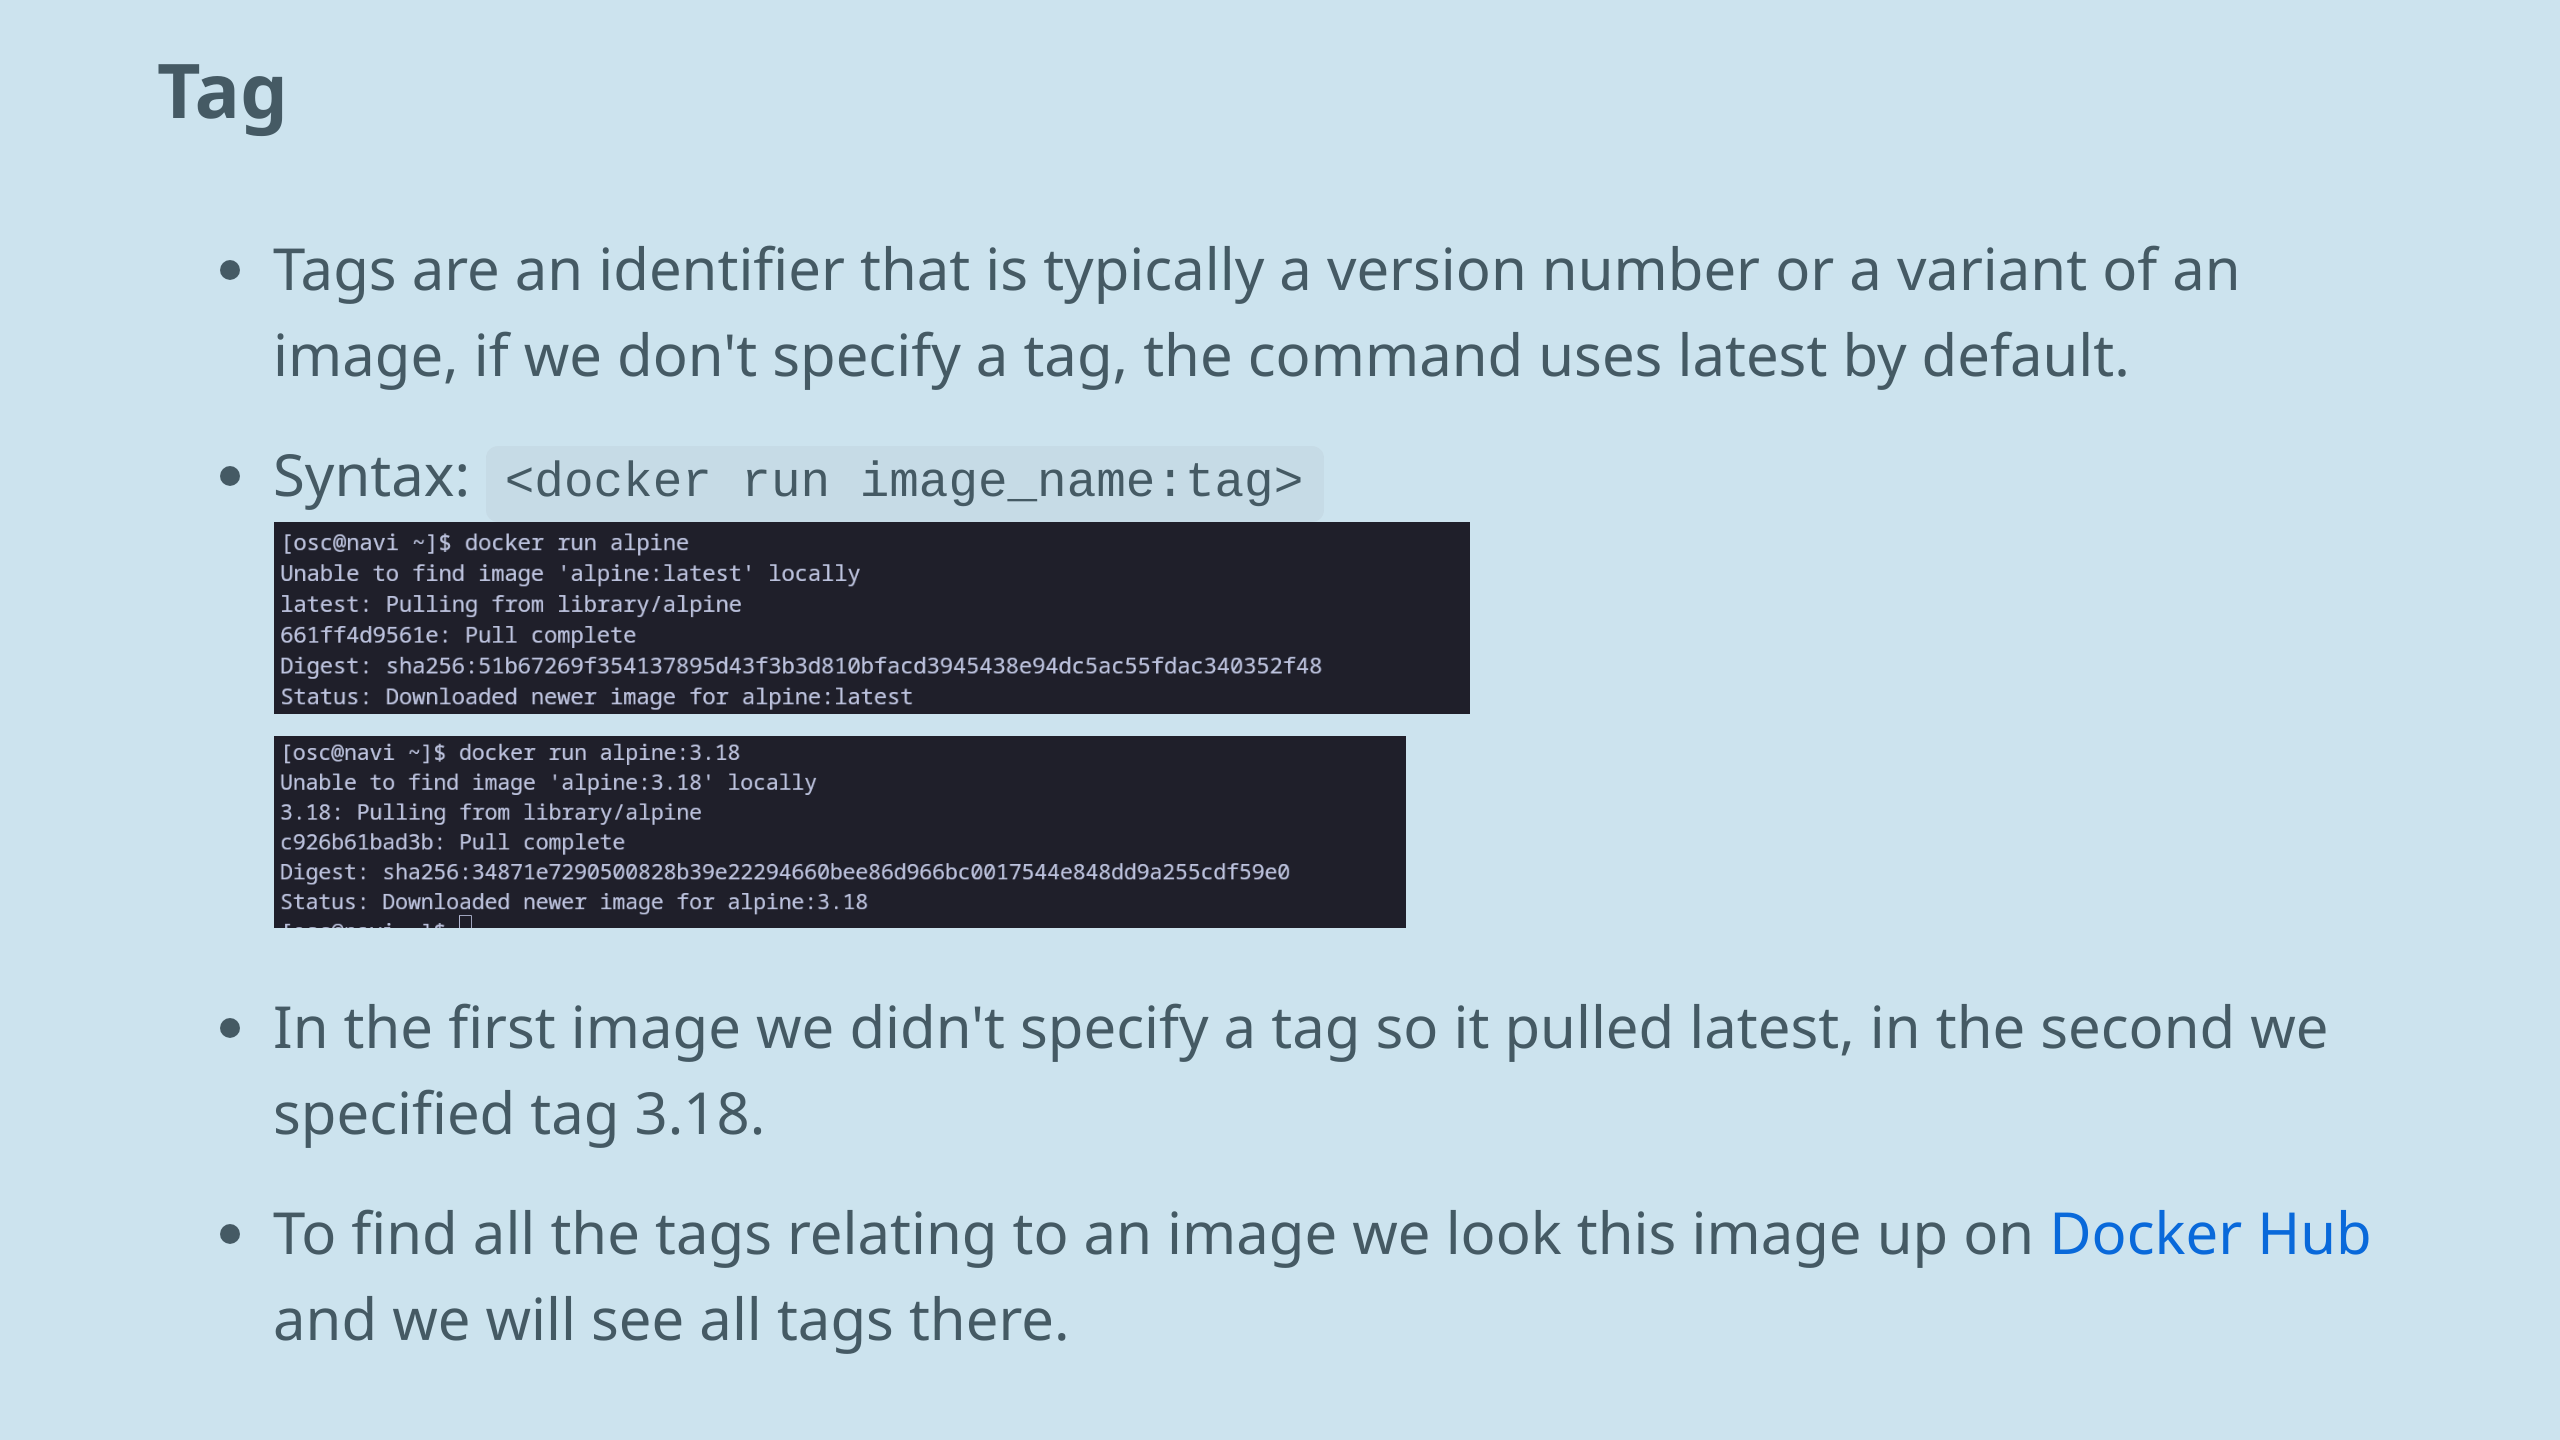 Tag
• Tags are an identifier that is typically a version number or a variant of an
image, if we don't specify a tag, the command uses latest by default.
• Syntax: <docker run image_name:tag>
[osc@navi ~]$ docker run alpine
Unable to find image 'alpine:latest' locally
latest: Pulling from library/alpine
661ff4d9561e: Pull complete
Digest: sha256:51b67269f354137895d43f3b3d810bfacd3945438e94dc5ac55fdac340352f48
Status: Downloaded newer image for alpine:latest
[osc@navi ~]$ docker run alpine:3.18
Unable to find image 'alpine:3.18' locally
3.18: Pulling from library/alpine
c926b61bad3b: Pull complete
Digest: sha256:34871e7290500828b39e22294660bee86d966bc0017544e848dd9a255cdf59e0
Status: Downloaded newer image for alpine:3.18
• In the first image we didn't specify a tag so it pulled latest, in the second we
specified tag 3.18.
• To find all the tags relating to an image we look this image up on Docker Hub
and we will see all tags there.